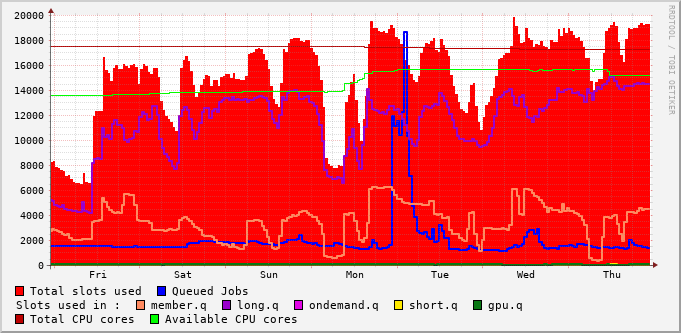 RRDTOOL / TOBI OETIKER
20000
18000
16000
14000
12000
10000
8000
6000
4000
2000
0
Fri Sat Sun Mon Tue Wed Thu
Total slots used Queued Jobs
Slots used in : member.q long.q ondemand.q short.q gpu.q
Total CPU cores Available CPU cores